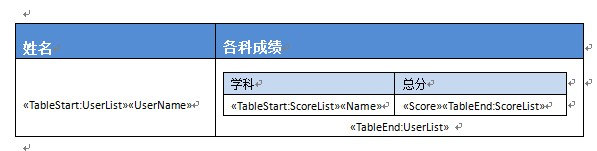 姓名 各科成绩
学科 总分
«TableStart:UserList»«UserName» «TableStart:ScoreList»«Name» «Score»«TableEnd:ScoreList»
«TableEnd:UserList»